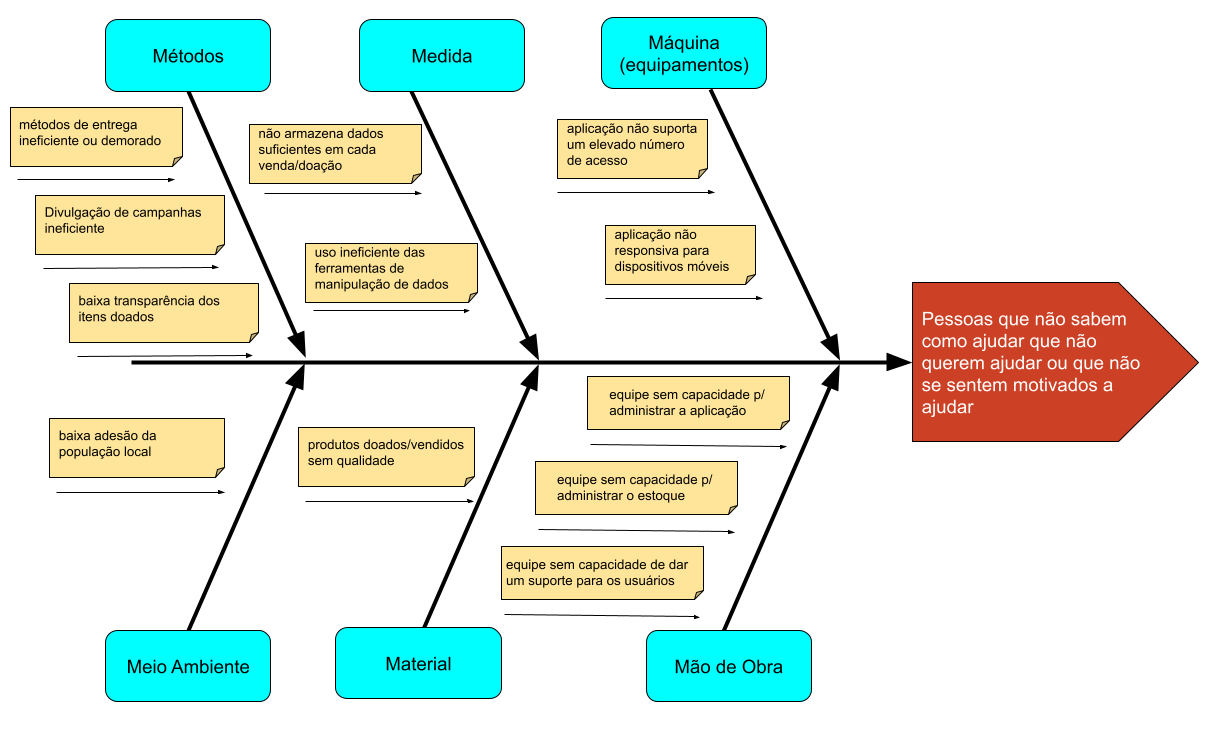 Métodos
Medida
Máquina
(equipamentos)
métodos de entrega
ineficiente ou demorado
não armazena dados
suficientes em cada
venda/doação
aplicação não suporta
um elevado número
de acesso
Divulgação de campanhas
ineficiente
uso ineficiente das
ferramentas de
manipulação de dados
aplicação não
responsiva para
dispositivos móveis
baixa transparência dos
itens doados
Pessoas que não sabem
como ajudar que não
querem ajudar ou que não
se sentem motivados a
ajudar
baixa adesão da
população local
produtos doados/vendidos
sem qualidade
equipe sem capacidade p/
administrar a aplicação
equipe sem capacidade p/
administrar o estoque
equipe sem capacidade de dar
um suporte para os usuários
Meio Ambiente
Material
Mão de Obra